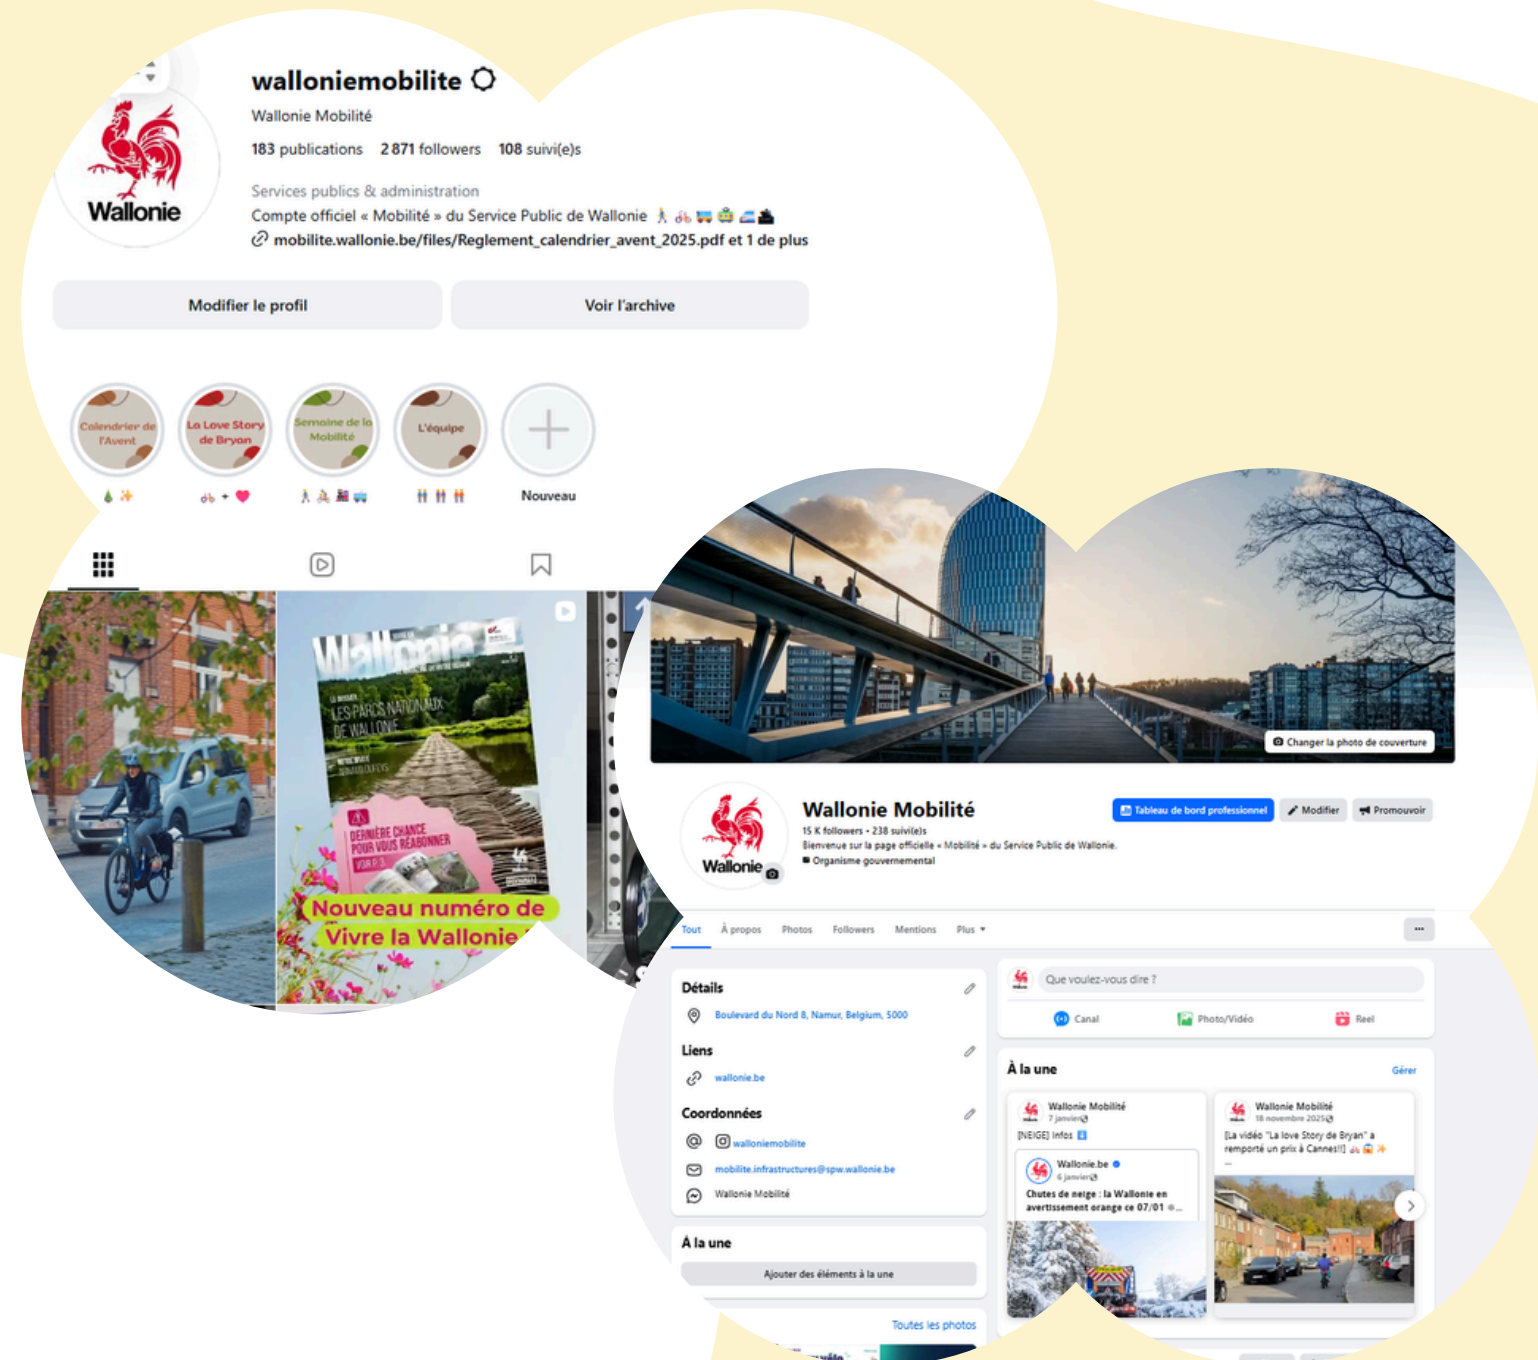 walloniemobilite
Wallonie Mobilité
183 publications 2 871 followers 108 suivi(e)s
Services publics & administration
Compte officiel « Mobilité » du Service Public de Wallonie
mobilite.wallonie.be/files/Reglement_calendrier_avent_2025.pdf et 1 de plus
Wallonie
Modifier le profil
Voir l'archive
Calendrier de
l'Avent
La Love Story
de Bryan
Semaine de la
Mobilité
L'équipe
+
Nouveau
Wallonie
LE DOSSIER
LES PARCS NATIONAUX
DE WALLONIE
DERNIÈRE CHANCE
POUR VOUS RÉABONNER
VOIR P. 3
Nouveau numéro de
Vivre la Wallonie !
Changer la photo de couverture
Wallonie
Wallonie Mobilité
15 K followers • 238 suivi(e)s
Bienvenue sur la page officielle « Mobilité » du Service Public de Wallonie.
Organisme gouvernemental
Tableau de bord professionnel
Modifier
Promouvoir
Tout À propos Photos Followers Mentions Plus
Détails
Boulevard du Nord 8, Namur, Belgium, 5000
Liens
wallonie.be
Coordonnées
walloniemobilite
mobilite.infrastructures@spw.wallonie.be
Wallonie Mobilité
À la une
Ajouter des éléments à la une
Toutes les photos
Que voulez-vous dire ?
Canal
Photo/Vidéo
Reel
À la une
Gérer
Wallonie Mobilité
7 janvier
[NEIGE] Infos
Wallonie.be
6 janvier
Chutes de neige : la Wallonie en
avertissement orange ce 07/01 ...
Wallonie Mobilité
18 novembre 2025
[La vidéo "La love Story de Bryan" a
remporté un prix à Cannes!!]
...